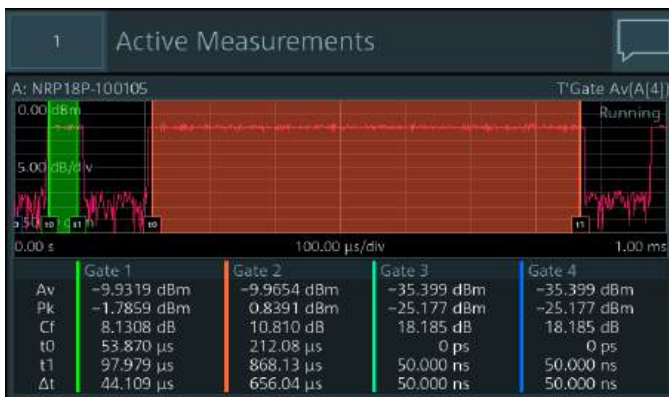 1
Active Measurements
A: NRP18P-100105
T'Gate Av(A[4])
0.00 dBm
Running
5.00 dB/div
t0
t1
t0
t1
0.00 s
100.00 µs/div
1.00 ms
Gate 1
Gate 2
Gate 3
Gate 4
Av
−9.9319 dBm
−9.9654 dBm
−35.399 dBm
−35.399 dBm
Pk
−1.7859 dBm
0.8391 dBm
−25.177 dBm
−25.177 dBm
Cf
8.1308 dB
10.810 dB
18.185 dB
18.185 dB
t0
53.870 µs
212.08 µs
0 ps
0 ps
t1
97.979 µs
868.13 µs
50.000 ns
50.000 ns
Δt
44.109 µs
656.04 µs
50.000 ns
50.000 ns